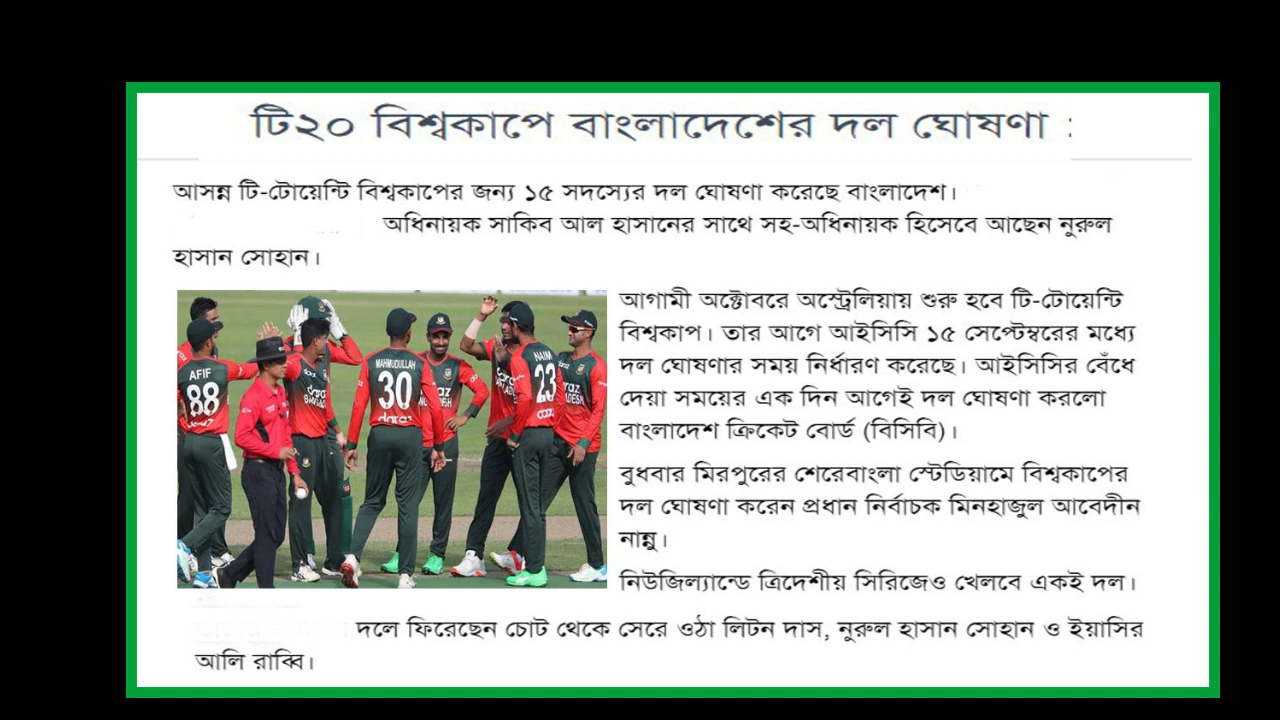 টি২০ বিশ্বকাপে বাংলাদেশের দল ঘোষণা :
আসন্ন টি-টোয়েন্টি বিশ্বকাপের জন্য ১৫ সদস্যের দল ঘোষণা করেছে বাংলাদেশ।
অধিনায়ক সাকিব আল হাসানের সাথে সহ-অধিনায়ক হিসেবে আছেন নুরুল
হাসান সোহান।
আগামী অক্টোবরে অস্ট্রেলিয়ায় শুরু হবে টি-টোয়েন্টি
বিশ্বকাপ। তার আগে আইসিসি ১৫ সেপ্টেম্বরের মধ্যে
দল ঘোষণার সময় নির্ধারণ করেছে। আইসিসির বেঁধে
দেয়া সময়ের এক দিন আগেই দল ঘোষণা করলো
বাংলাদেশ ক্রিকেট বোর্ড (বিসিবি)।
বুধবার মিরপুরের শেরেবাংলা স্টেডিয়ামে বিশ্বকাপের
দল ঘোষণা করেন প্রধান নির্বাচক মিনহাজুল আবেদীন
নান্নু।
নিউজিল্যান্ডে ত্রিদেশীয় সিরিজেও খেলবে একই দল।
দলে ফিরেছেন চোট থেকে সেরে ওঠা লিটন দাস, নুরুল হাসান সোহান ও ইয়াসির
আলি রাব্বি।
AFIF
88
MAHMUDULLAH
30
daraz
NAIM
23